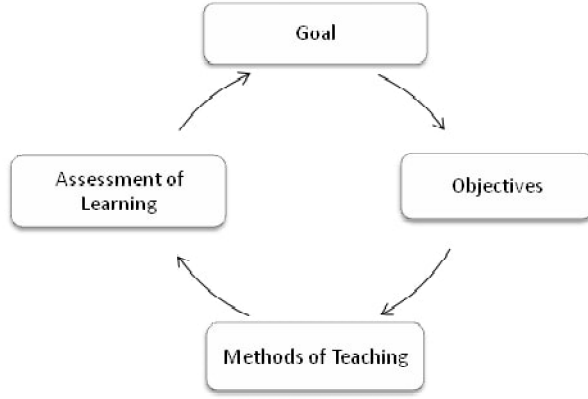 Goal
Objectives
Methods of Teaching
Assessment of
Learning